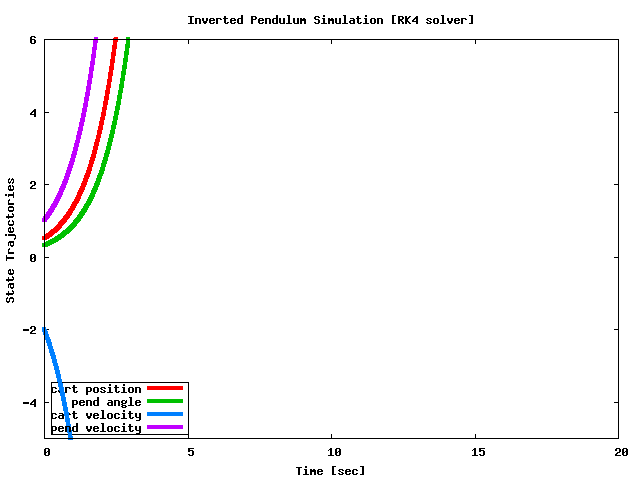 Inverted Pendulum Simulation [RK4 solver]
6
4
2
0
-2
-4
State Trajectories
cart position
pend angle
cart velocity
pend velocity
0 5 10 15 20
Time [sec]